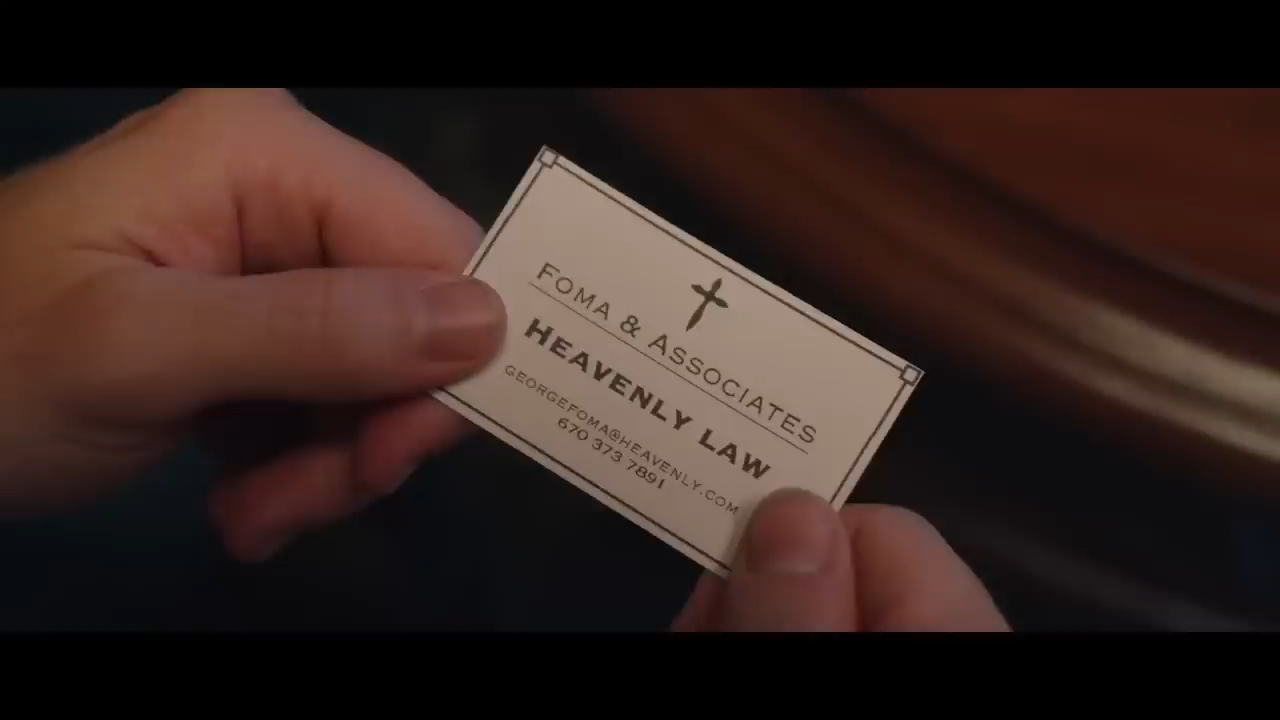 FOMA & ASSOCIATES
HEAVENLY LAW
GEORGEFOMA@HEAVENLY.COM
670 373 7891